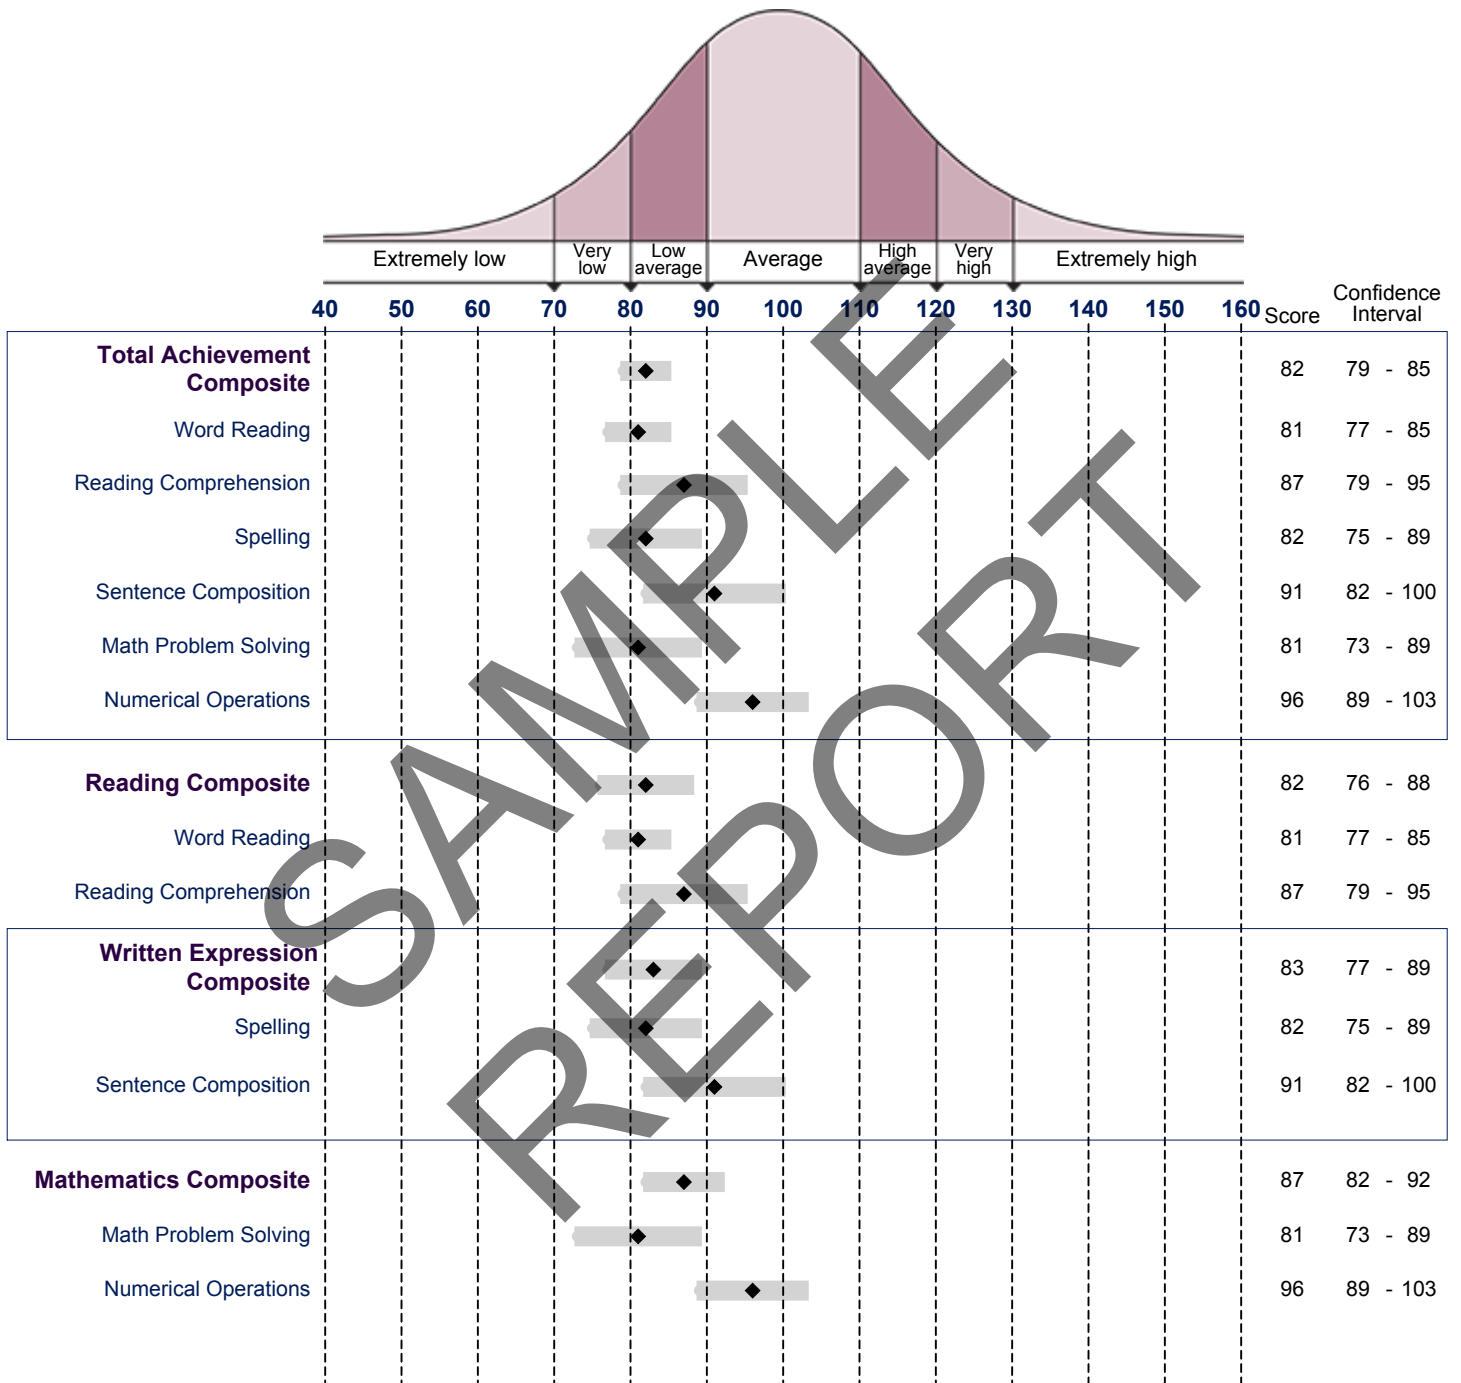 Extremely low Very low Low average Average High average Very high Extremely high
40 50 60 70 80 90 100 110 120 130 140 150 160 Score Confidence Interval
Total Achievement
Composite 82 79 - 85
Word Reading 81 77 - 85
Reading Comprehension 87 79 - 95
Spelling 82 75 - 89
Sentence Composition 91 82 - 100
Math Problem Solving 81 73 - 89
Numerical Operations 96 89 - 103
Reading Composite 82 76 - 88
Word Reading 81 77 - 85
Reading Comprehension 87 79 - 95
Written Expression
Composite 83 77 - 89
Spelling 82 75 - 89
Sentence Composition 91 82 - 100
Mathematics Composite 87 82 - 92
Math Problem Solving 81 73 - 89
Numerical Operations 96 89 - 103
SAMPLE
REPORT